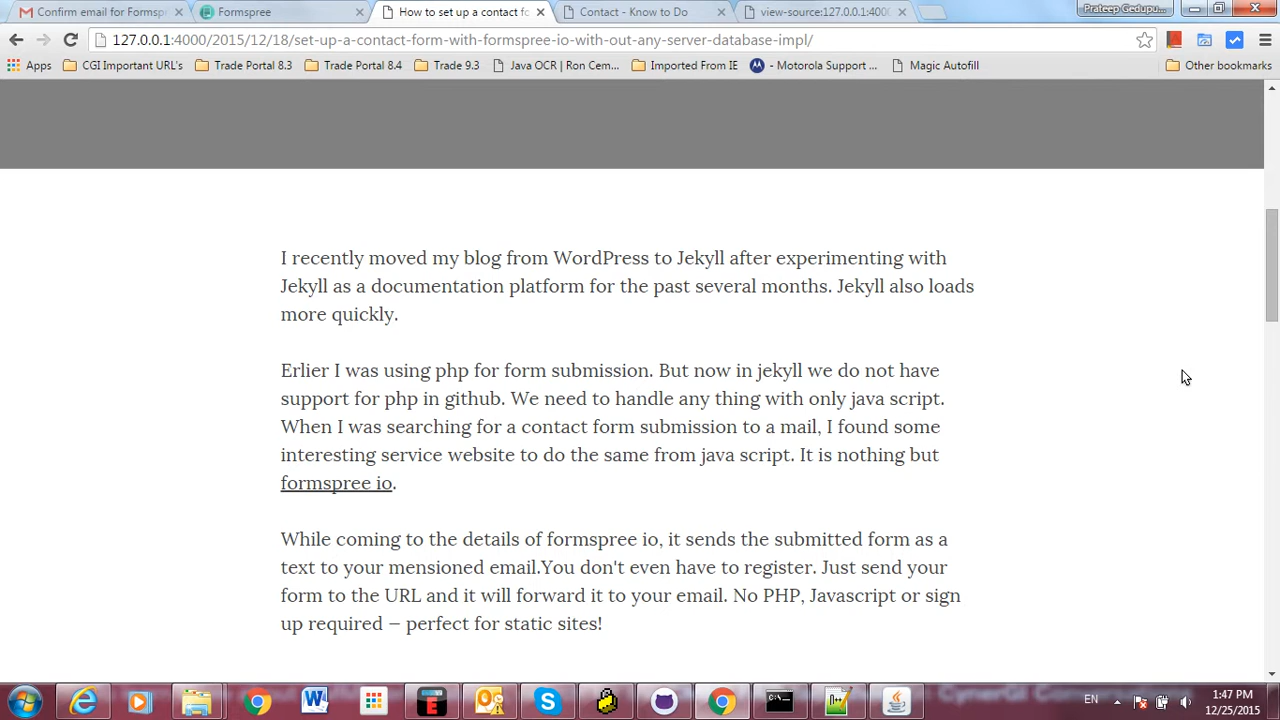 Confirm email for Formsp
Formspree
How to set up a contact fo
Contact - Know to Do
view-source:127.0.0.1:400
Prateep Gedupu...
127.0.0.1:4000/2015/12/18/set-up-a-contact-form-with-formspree-io-with-out-any-server-database-impl/
Apps
CGI Important URL's
Trade Portal 8.3
Trade Portal 8.4
Trade 9.3
Java OCR | Ron Cem...
Imported From IE
- Motorola Support ...
Magic Autofill
Other bookmarks
I recently moved my blog from WordPress to Jekyll after experimenting with
Jekyll as a documentation platform for the past several months. Jekyll also loads
more quickly.
Erlier I was using php for form submission. But now in jekyll we do not have
support for php in github. We need to handle any thing with only java script.
When I was searching for a contact form submission to a mail, I found some
interesting service website to do the same from java script. It is nothing but
formspree io.
While coming to the details of formspree io, it sends the submitted form as a
text to your mensioned email.You don't even have to register. Just send your
form to the URL and it will forward it to your email. No PHP, Javascript or sign
up required — perfect for static sites!
EN
1:47 PM
12/25/2015